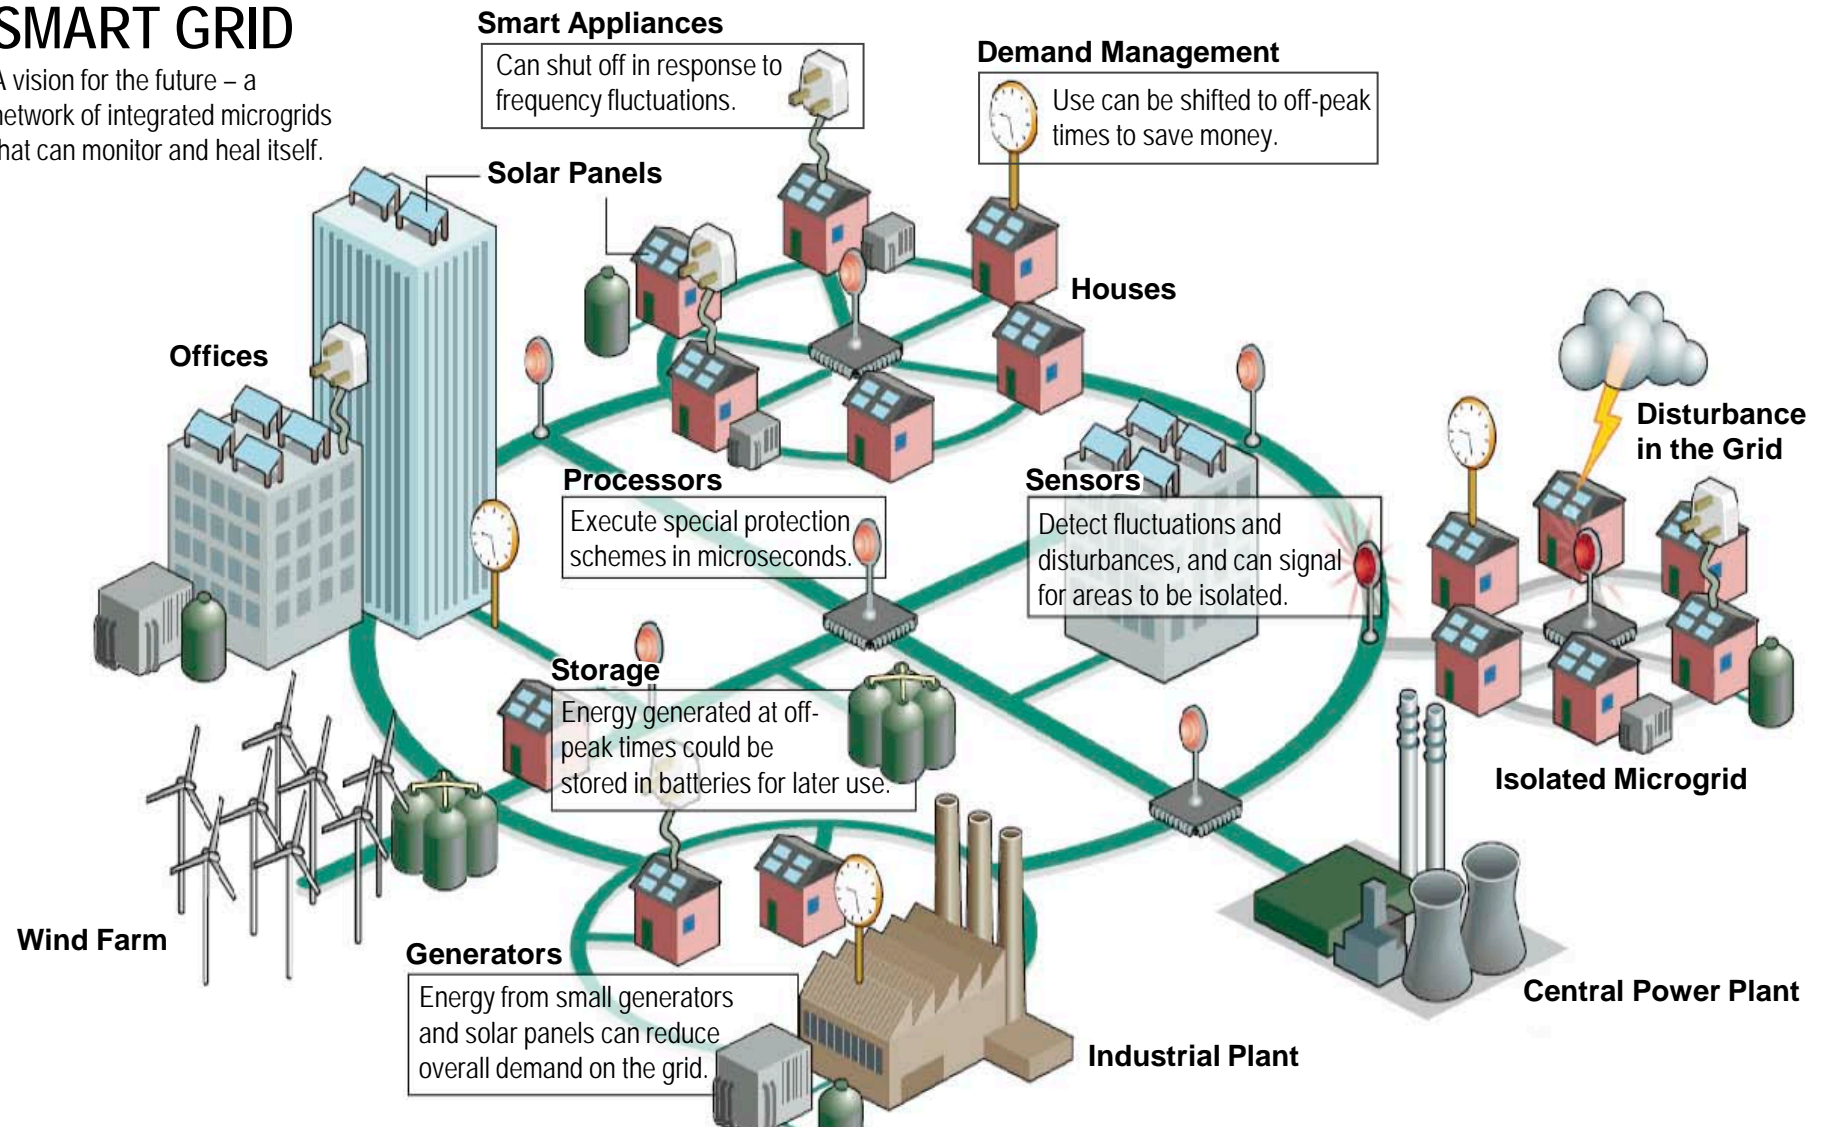 SMART GRID
A vision for the future – a
network of integrated microgrids
that can monitor and heal itself.
Smart Appliances
Can shut off in response to
frequency fluctuations.
Demand Management
Use can be shifted to off-peak
times to save money.
Solar Panels
Houses
Offices
Disturbance
in the Grid
Processors
Execute special protection
schemes in microseconds.
Sensors
Detect fluctuations and
disturbances, and can signal
for areas to be isolated.
Storage
Energy generated at off-
peak times could be
stored in batteries for later use.
Isolated Microgrid
Wind Farm
Generators
Energy from small generators
and solar panels can reduce
overall demand on the grid.
Central Power Plant
Industrial Plant